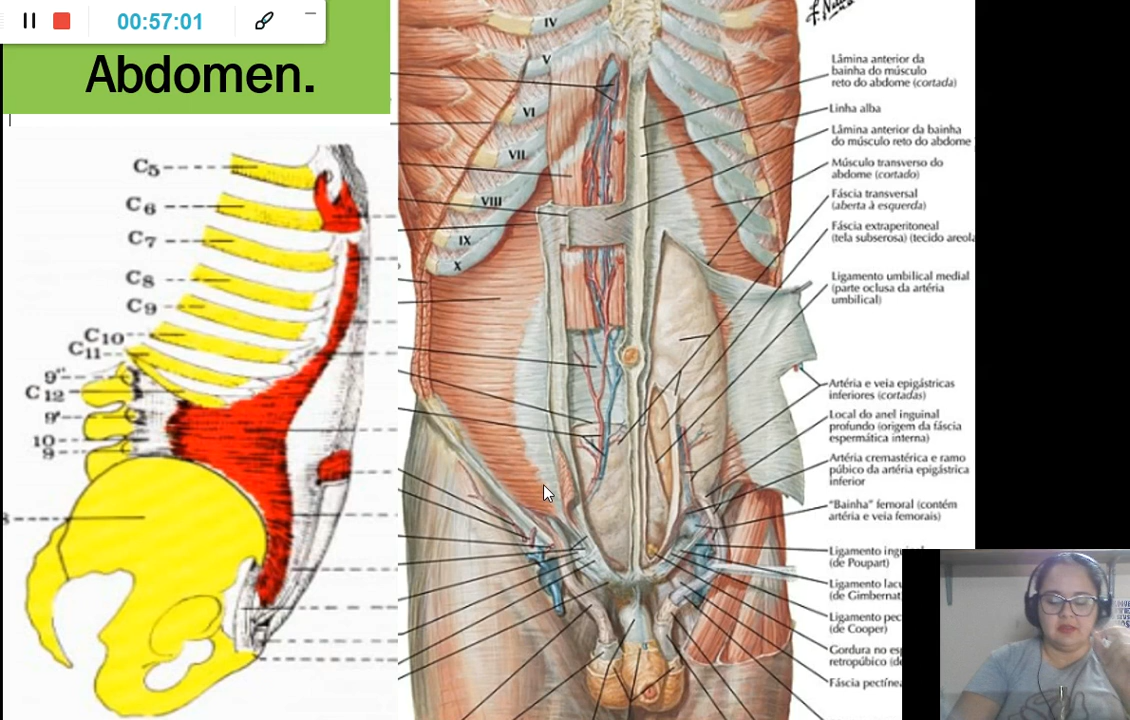 00:57:01
Abdomen.
C5
C6
C7
C8
C9
C10
C11
9"
C12
9'
10
9
IV
V
VI
VII
VIII
IX
X
Lâmina anterior da
bainha do músculo
reto do abdome (cortada)
Linha alba
Lâmina anterior da bainha
do músculo reto do abdome
Músculo transverso do
abdome (cortado)
Fáscia transversal
(aberta à esquerda)
Fáscia extraperitoneal
(tela subserosa) (tecido areola
Ligamento umbilical medial
(parte oclusa da artéria
umbilical)
Artéria e veia epigástricas
inferiores (cortadas)
Local do anel inguinal
profundo (origem da fáscia
espermática interna)
Artéria cremastérica e ramo
púbico da artéria epigástrica
inferior
"Bainha" femoral (contém
artéria e veia femorais)
Ligamento ingu
(de Poupart)
Ligamento lacu
(de Gimbernat
Ligamento pec
(de Cooper)
Gordura no es
retropúbico (de
Fáscia pectíne